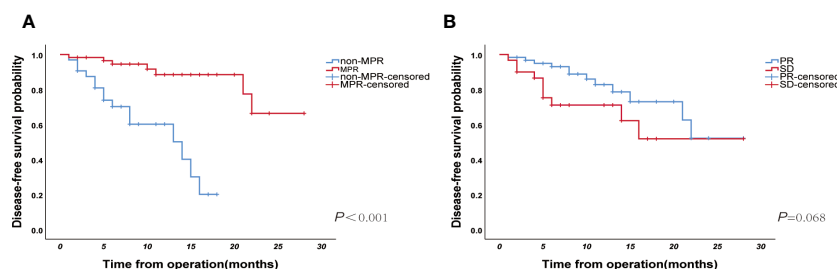 A
Disease-free survival probability
1.0
0.8
0.6
0.4
0.2
0.0
0
5
10
15
20
25
30
Time from operation(months)
non-MPR
MPR
non-MPR-censored
MPR-censored
P<0.001
B
Disease-free survival probability
1.0
0.8
0.6
0.4
0.2
0.0
0
5
10
15
20
25
30
Time from operation(months)
PR
SD
PR-censored
SD-censored
P=0.068